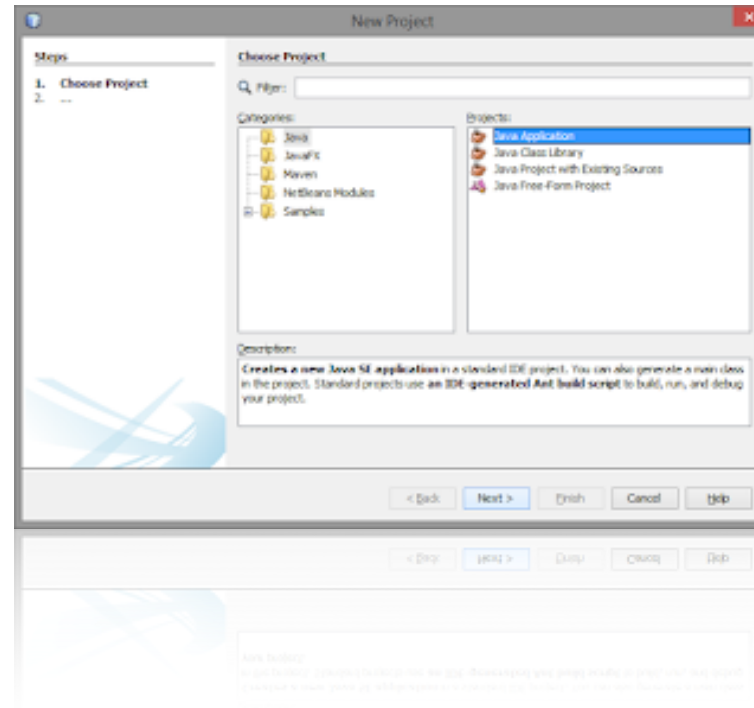 New Project
Steps
1. Choose Project
2. ...
Choose Project
Filter:
Categories:
Java
JavaFX
Maven
NetBeans Modules
Samples
Projects:
Java Application
Java Class Library
Java Project with Existing Sources
Java Free-Form Project
Description:
Creates a new Java SE application in a standard IDE project. You can also generate a main class
in the project. Standard projects use an IDE-generated Ant build script to build, run, and debug
your project.
< Back Next > Finish Cancel Help